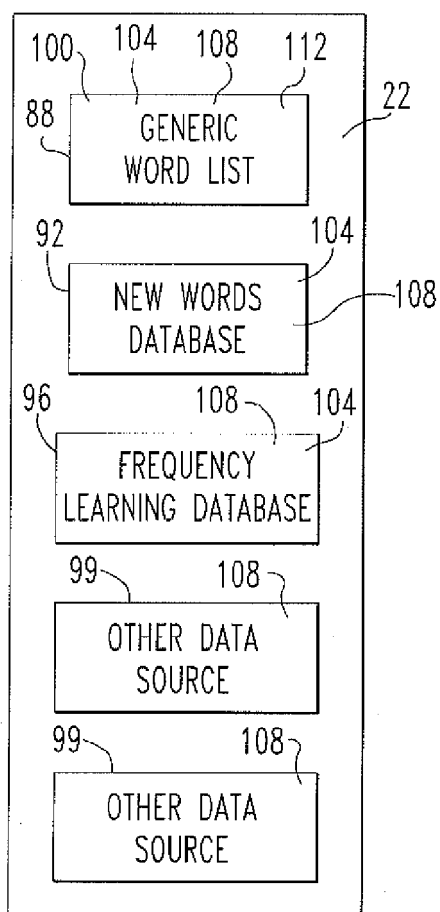 100 104 108 112
22
88
GENERIC
WORD LIST
92
104
NEW WORDS
DATABASE
108
96
108
104
FREQUENCY
LEARNING DATABASE
99
108
OTHER DATA
SOURCE
99
108
OTHER DATA
SOURCE